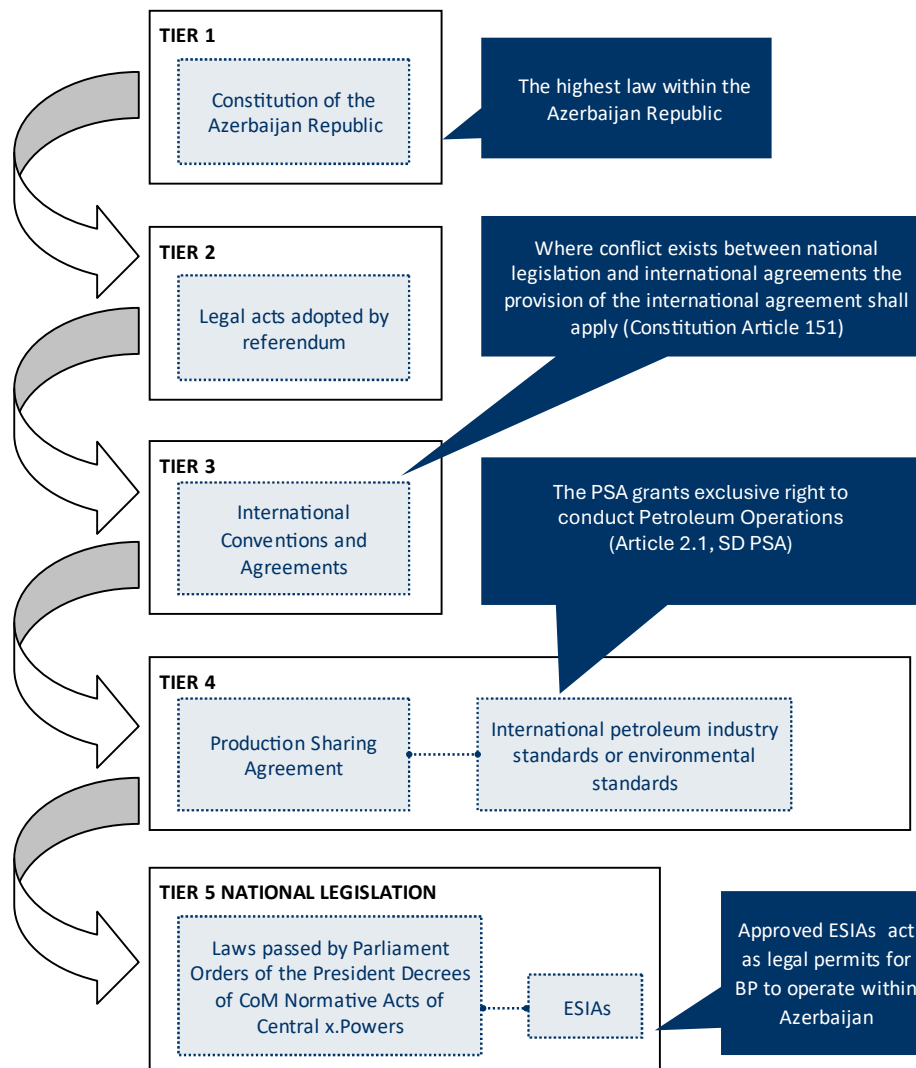 TIER 1
Constitution of the
Azerbaijan Republic
The highest law within the
Azerbaijan Republic
TIER 2
Legal acts adopted by
referendum
Where conflict exists between national
legislation and international agreements the
provision of the international agreement shall
apply (Constitution Article 151)
TIER 3
International
Conventions and
Agreements
The PSA grants exclusive right to
conduct Petroleum Operations
(Article 2.1, SD PSA)
TIER 4
Production Sharing
Agreement
International petroleum industry
standards or environmental
standards
TIER 5 NATIONAL LEGISLATION
Laws passed by Parliament
Orders of the President Decrees
of CoM Normative Acts of
Central x.Powers
ESIAs
Approved ESIAs act
as legal permits for
BP to operate within
Azerbaijan